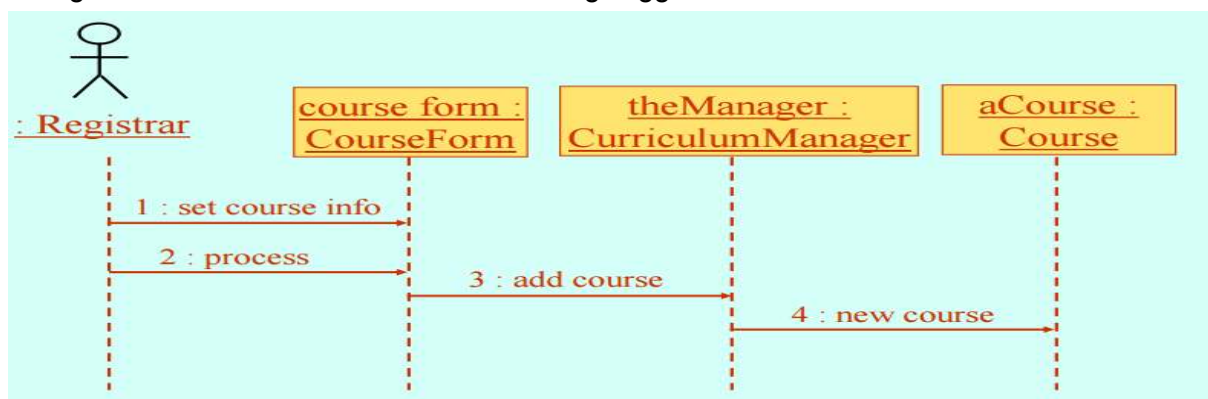 : Registrar
course form :
CourseForm
theManager :
CurriculumManager
aCourse :
Course
1 : set course info
2 : process
3 : add course
4 : new course